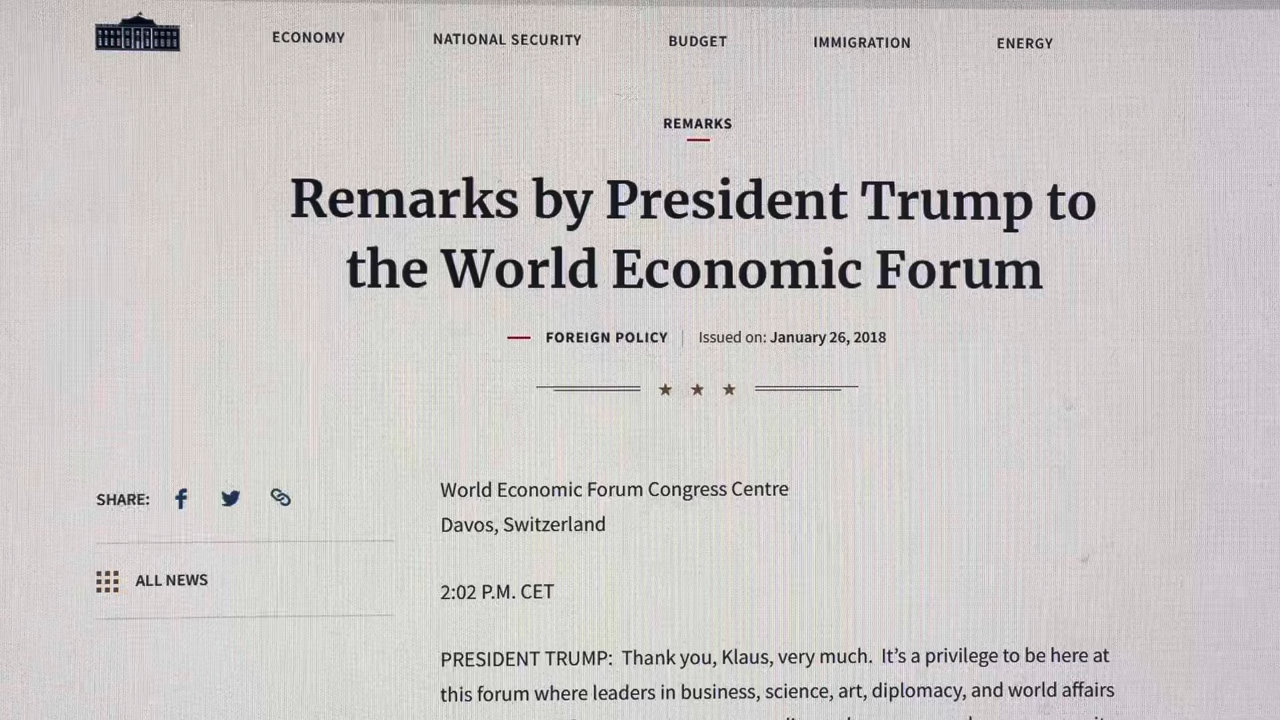 ECONOMY NATIONAL SECURITY BUDGET IMMIGRATION ENERGY
REMARKS
Remarks by President Trump to
the World Economic Forum
FOREIGN POLICY | Issued on: January 26, 2018
SHARE:
ALL NEWS
World Economic Forum Congress Centre
Davos, Switzerland
2:02 P.M. CET
PRESIDENT TRUMP:  Thank you, Klaus, very much.  It’s a privilege to be here at
this forum where leaders in business, science, art, diplomacy, and world affairs